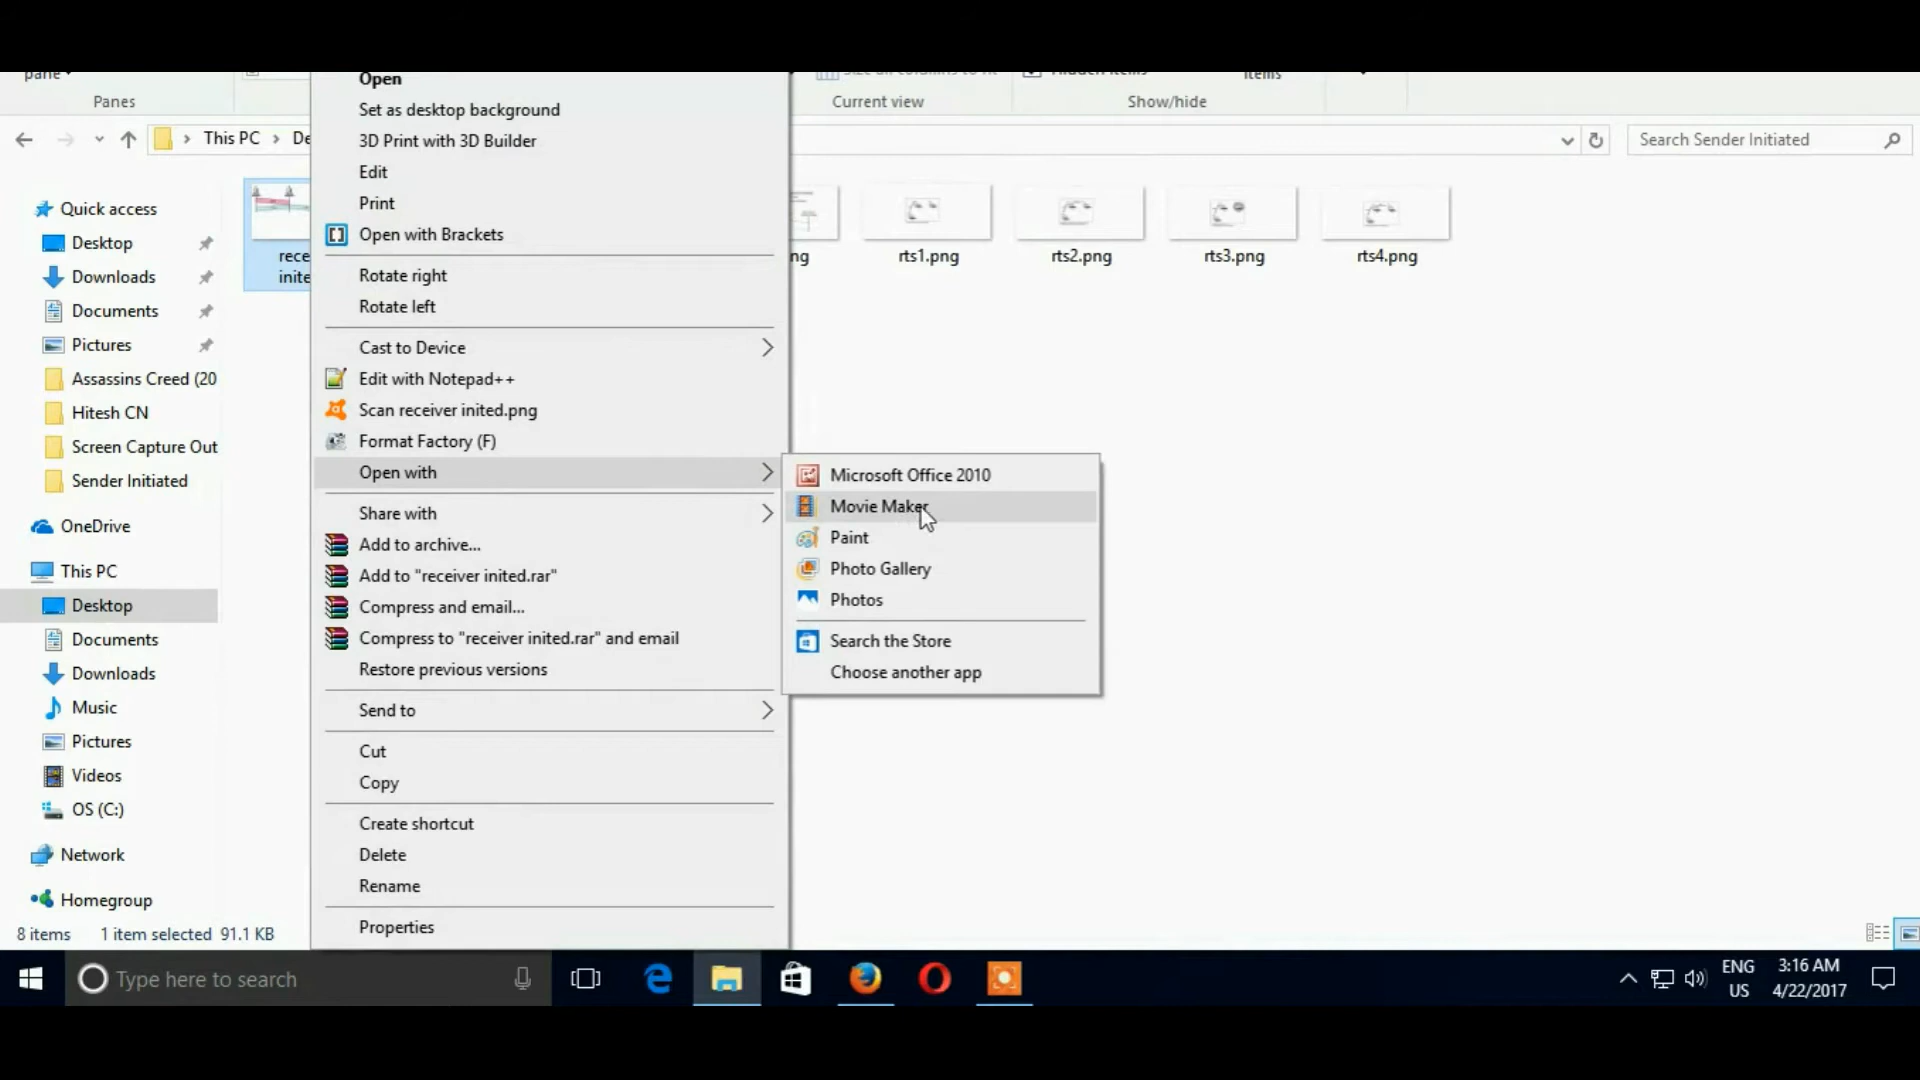 pane
Panes
Current view
items
Show/hide
This PC
Search Sender Initiated
Quick access
Desktop
Downloads
Documents
Pictures
Assassins Creed (20
Hitesh CN
Screen Capture Out
Sender Initiated
OneDrive
This PC
Desktop
Documents
Downloads
Music
Pictures
Videos
OS (C:)
Network
Homegroup
8 items 1 item selected 91.1 KB
rece
inite
ng
rts1.png
rts2.png
rts3.png
rts4.png
Open
Set as desktop background
3D Print with 3D Builder
Edit
Print
Open with Brackets
Rotate right
Rotate left
Cast to Device
Edit with Notepad++
Scan receiver inited.png
Format Factory (F)
Open with
Share with
Add to archive...
Add to "receiver inited.rar"
Compress and email...
Compress to "receiver inited.rar" and email
Restore previous versions
Send to
Cut
Copy
Create shortcut
Delete
Rename
Properties
Microsoft Office 2010
Movie Maker
Paint
Photo Gallery
Photos
Search the Store
Choose another app
Type here to search
ENG
US
3:16 AM
4/22/2017